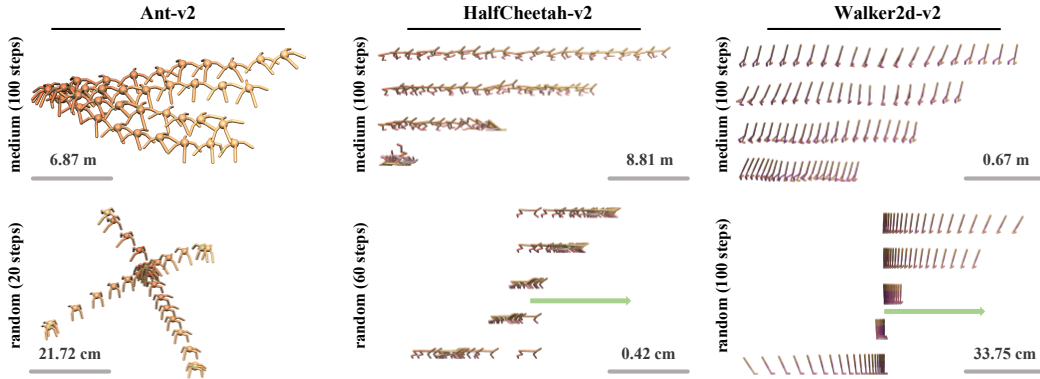 Ant-v2
HalfCheetah-v2
Walker2d-v2
medium (100 steps)
6.87 m
medium (100 steps)
8.81 m
medium (100 steps)
0.67 m
random (20 steps)
21.72 cm
random (60 steps)
0.42 cm
random (100 steps)
33.75 cm